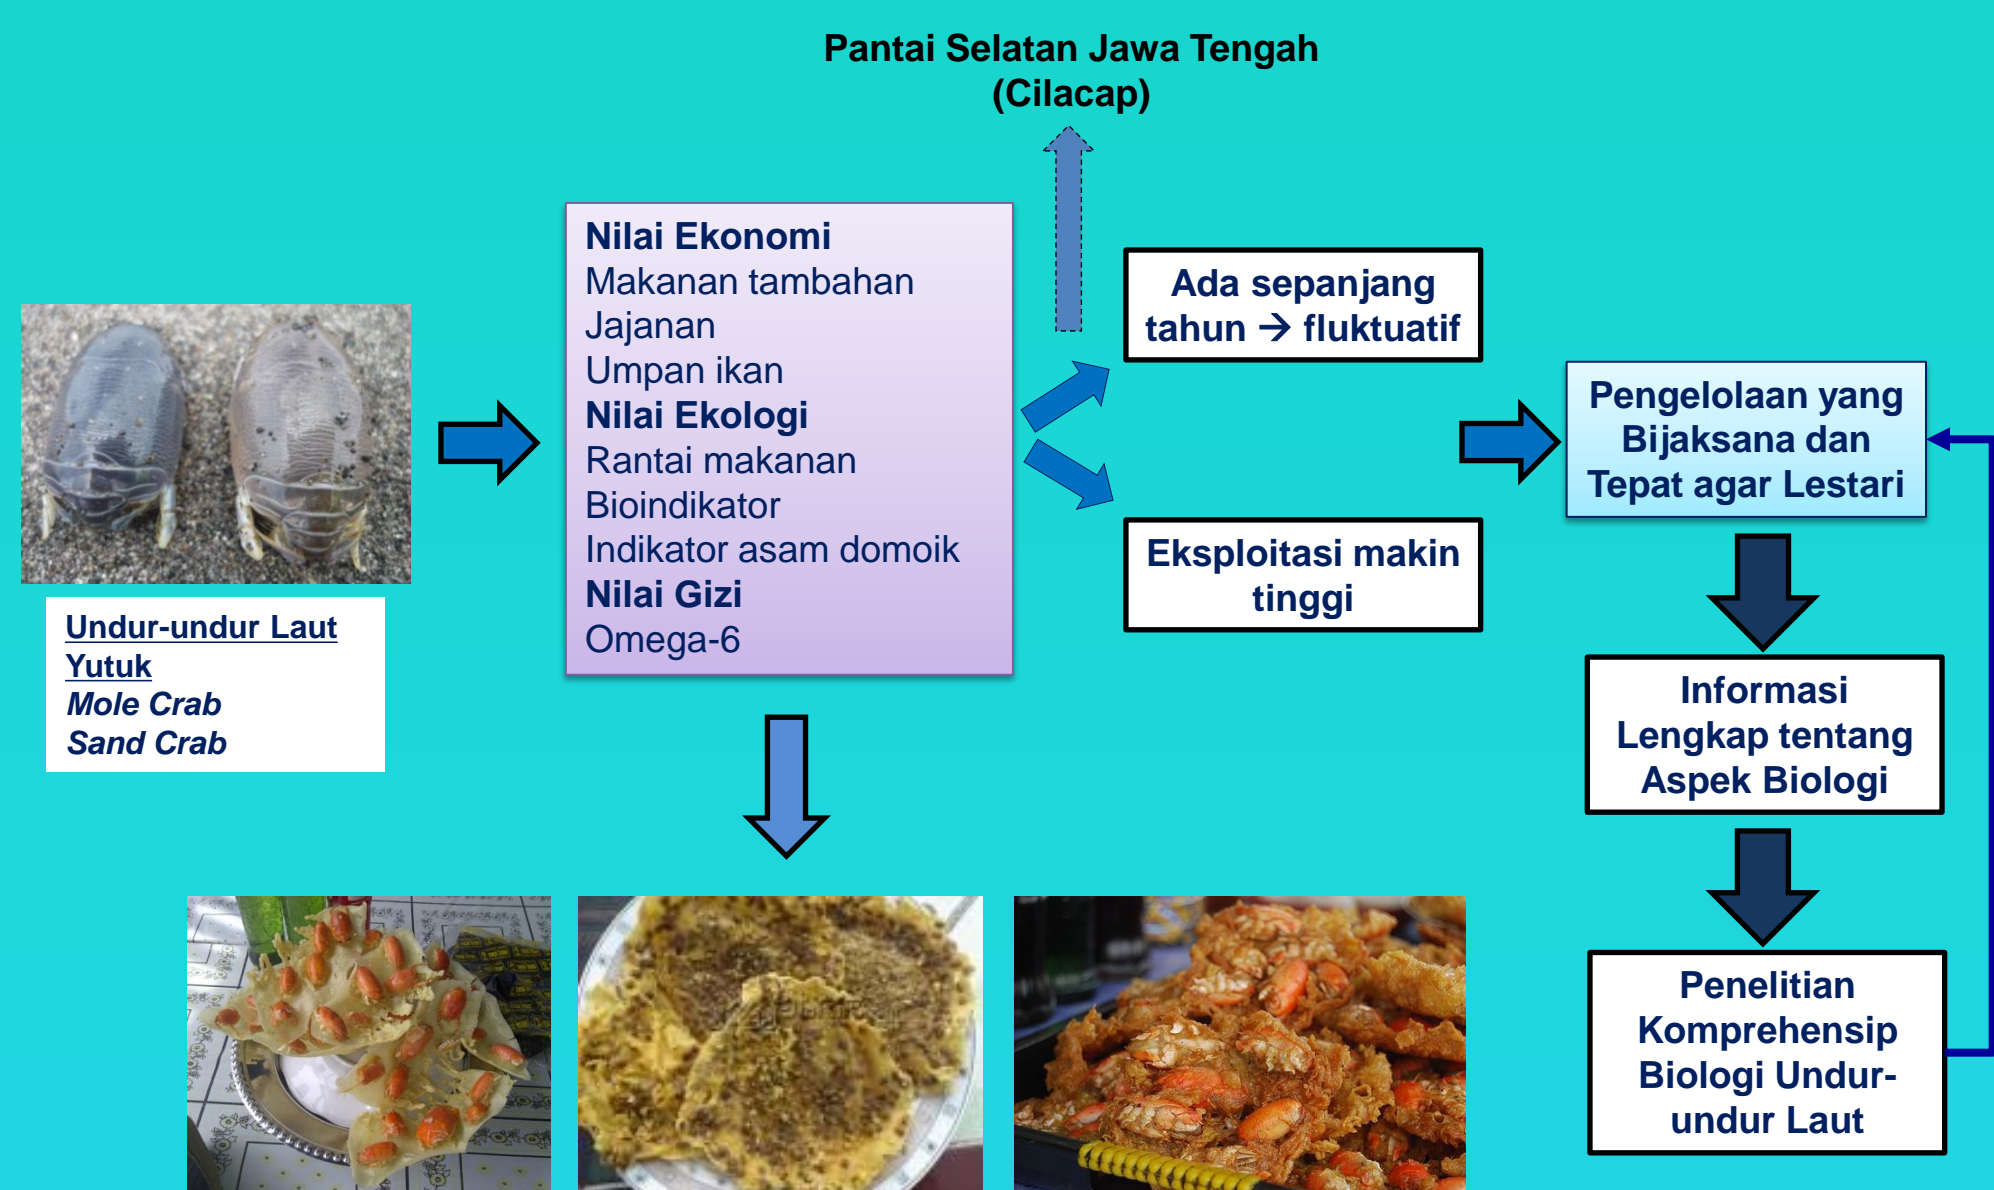 Pantai Selatan Jawa Tengah
(Cilacap)
Nilai Ekonomi
Makanan tambahan
Jajanan
Umpan ikan
Nilai Ekologi
Rantai makanan
Bioindikator
Indikator asam domoik
Nilai Gizi
Omega-6
Undur-undur Laut
Yutuk
Mole Crab
Sand Crab
Ada sepanjang
tahun → fluktuatif
Eksploitasi makin
tinggi
Pengelolaan yang
Bijaksana dan
Tepat agar Lestari
Informasi
Lengkap tentang
Aspek Biologi
Penelitian
Komprehensip
Biologi Undur-
undur Laut